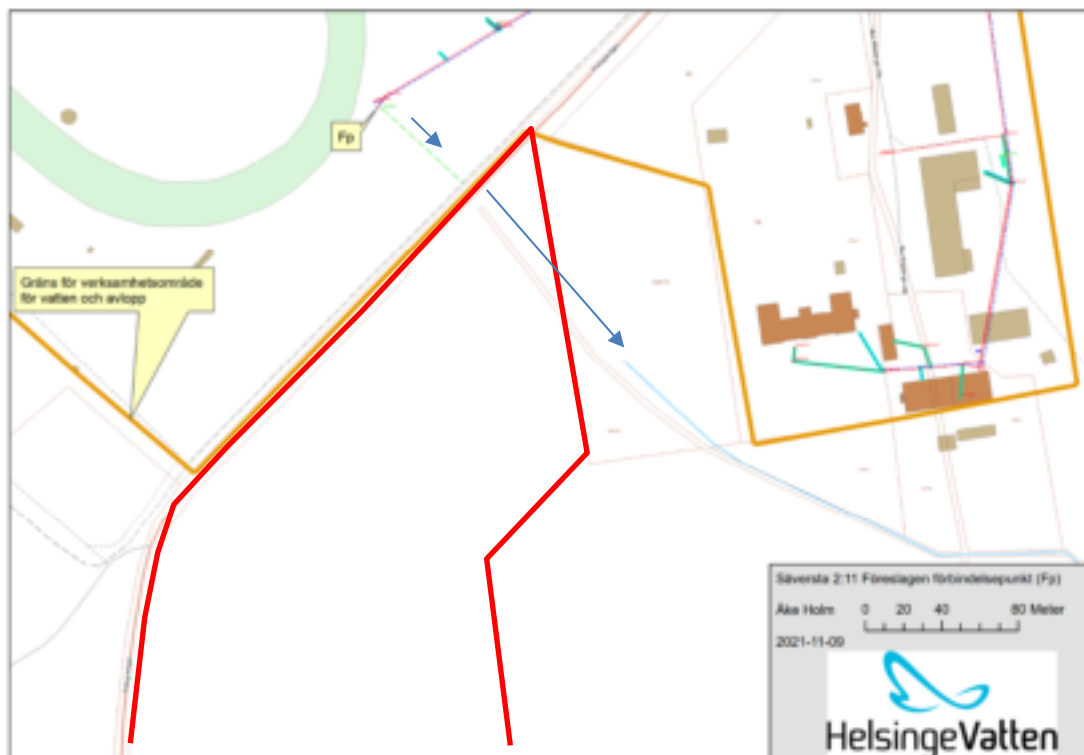 Fp
Gräns för verksamhetsområde
för vatten och avlopp
Säversta 2:11 Föreslagen förbindelsepunkt (Fp)
Åke Holm
0 20 40 80 Meter
2021-11-09
HelsingeVatten